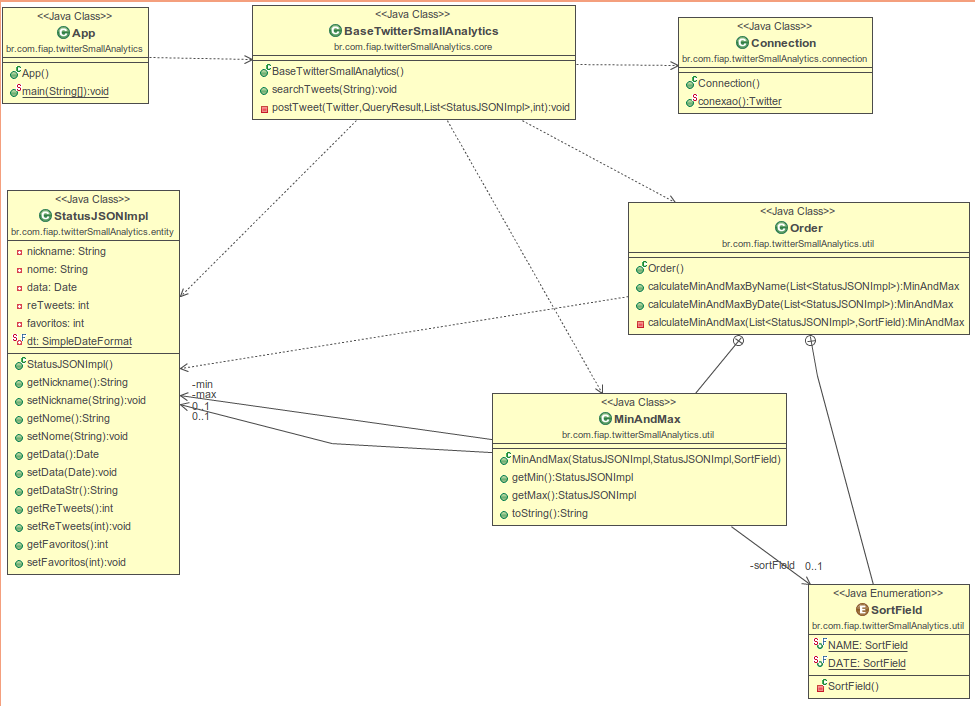 <<Java Class>>
App
br.com.fiap.twitterSmallAnalytics
App()
main(String[]):void
<<Java Class>>
BaseTwitterSmallAnalytics
br.com.fiap.twitterSmallAnalytics.core
BaseTwitterSmallAnalytics()
searchTweets(String):void
postTweet(Twitter,QueryResult,List<StatusJSONImpl>,int):void
<<Java Class>>
Connection
br.com.fiap.twitterSmallAnalytics.connection
Connection()
conexao():Twitter
<<Java Class>>
StatusJSONImpl
br.com.fiap.twitterSmallAnalytics.entity
nickname: String
nome: String
data: Date
reTweets: int
favoritos: int
dt: SimpleDateFormat
StatusJSONImpl()
getNickname():String
setNickname(String):void
getNome():String
setNome(String):void
getData():Date
setData(Date):void
getDataStr():String
getReTweets():int
setReTweets(int):void
getFavoritos():int
setFavoritos(int):void
<<Java Class>>
Order
br.com.fiap.twitterSmallAnalytics.util
Order()
calculateMinAndMaxByName(List<StatusJSONImpl>):MinAndMax
calculateMinAndMaxByDate(List<StatusJSONImpl>):MinAndMax
calculateMinAndMax(List<StatusJSONImpl>,SortField):MinAndMax
-min
-max
0..1
0..1
<<Java Class>>
MinAndMax
br.com.fiap.twitterSmallAnalytics.util
MinAndMax(StatusJSONImpl,StatusJSONImpl,SortField)
getMin():StatusJSONImpl
getMax():StatusJSONImpl
toString():String
-sortField 0..1
<<Java Enumeration>>
SortField
br.com.fiap.twitterSmallAnalytics.util
NAME: SortField
DATE: SortField
SortField()